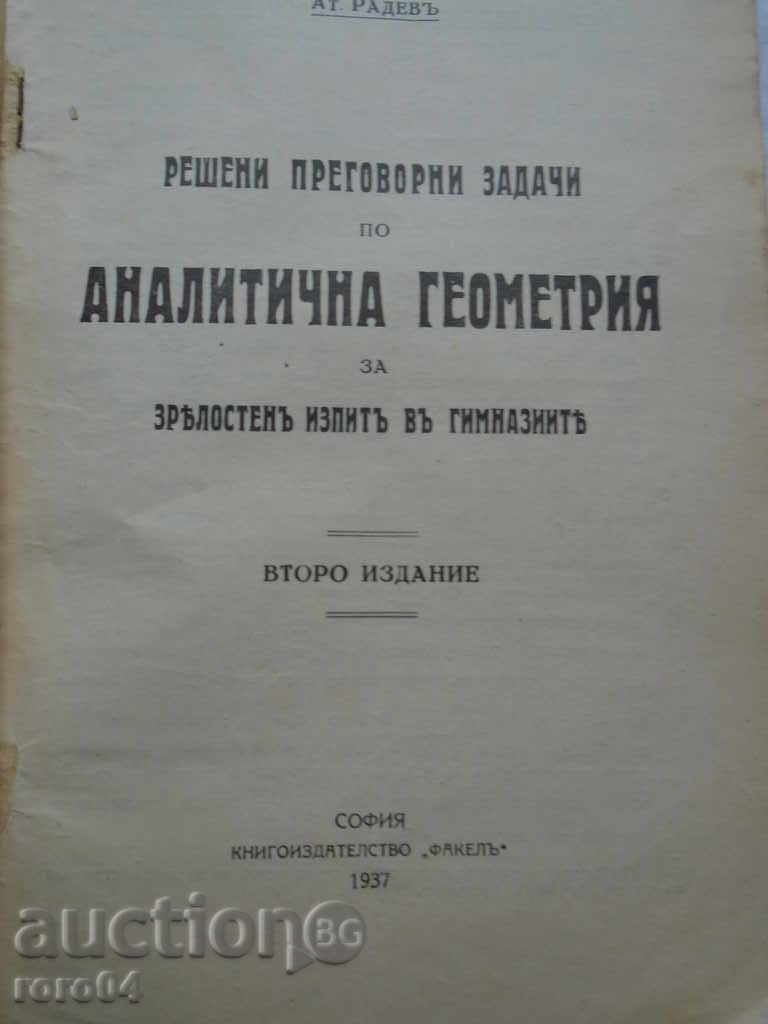 АТ. РАДЕВЪ
РЕШЕНИ ПРЕГОВОРНИ ЗАДАЧИ
ПО
АНАЛИТИЧНА ГЕОМЕТРИЯ
ЗА
ЗРѢЛОСТЕНЪ ИЗПИТЪ ВЪ ГИМНАЗИИТѢ
ВТОРО ИЗДАНИЕ
СОФИЯ
КНИГОИЗДАТЕЛСТВО „ФАКЕЛЪ“
1937
auction BG
roro04